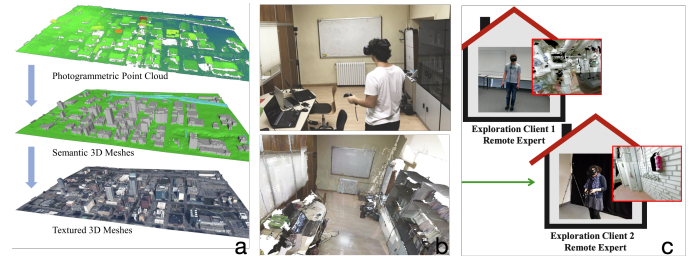 Photogrammetric Point Cloud
Semantic 3D Meshes
Textured 3D Meshes
a
b
Exploration Client 1
Remote Expert
Exploration Client 2
Remote Expert
c